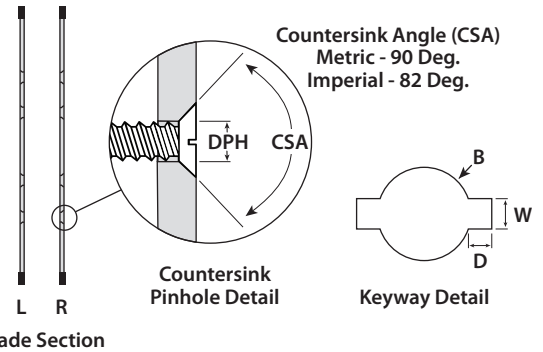 Countersink Angle (CSA)
Metric - 90 Deg.
Imperial - 82 Deg.
DPH
CSA
B
W
D
L
R
Countersink
Pinhole Detail
Keyway Detail
ade Section